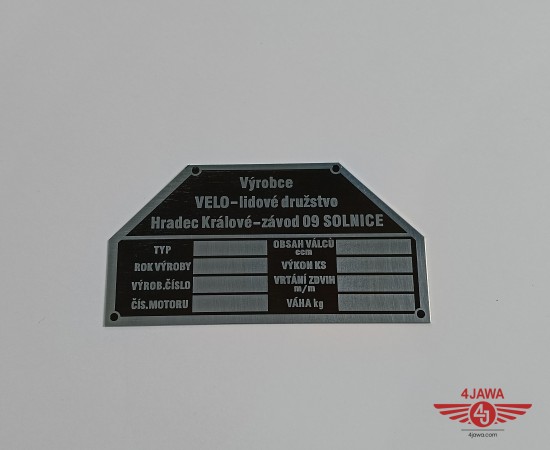 Výrobce
VELO-lidové družstvo
Hradec Králové-závod 09 SOLNICE
TYP
ROK VÝROBY
VÝROB.ČÍSLO
ČÍS.MOTORU
OBSAH VÁLCŮ
ccm
VÝKON KS
VRTÁNÍ ZDVIH
m/m
VÁHA kg
4JAWA
4J
4jawa.com